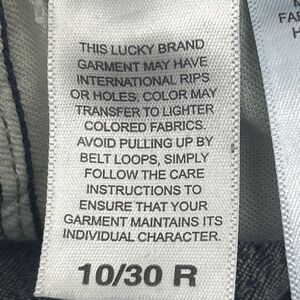 THIS LUCKY BRAND
GARMENT MAY HAVE
INTERNATIONAL RIPS
OR HOLES. COLOR MAY
TRANSFER TO LIGHTER
COLORED FABRICS.
AVOID PULLING UP BY
BELT LOOPS, SIMPLY
FOLLOW THE CARE
INSTRUCTIONS TO
ENSURE THAT YOUR
GARMENT MAINTAINS ITS
INDIVIDUAL CHARACTER.
10/30 R